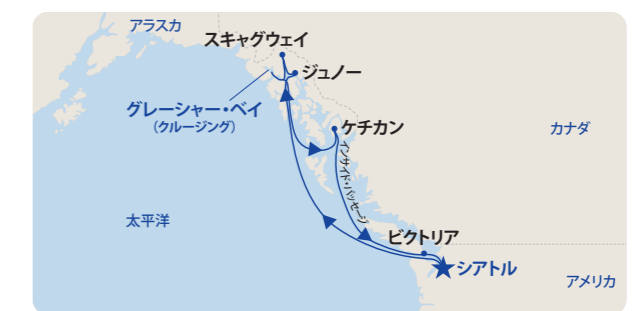 アラスカ
スキャグウェイ
ジュノー
グレーシャー・ベイ
(クルージング)
ケチカン
カナダ
インサイド・パッセージ
太平洋
ビクトリア
シアトル
アメリカ